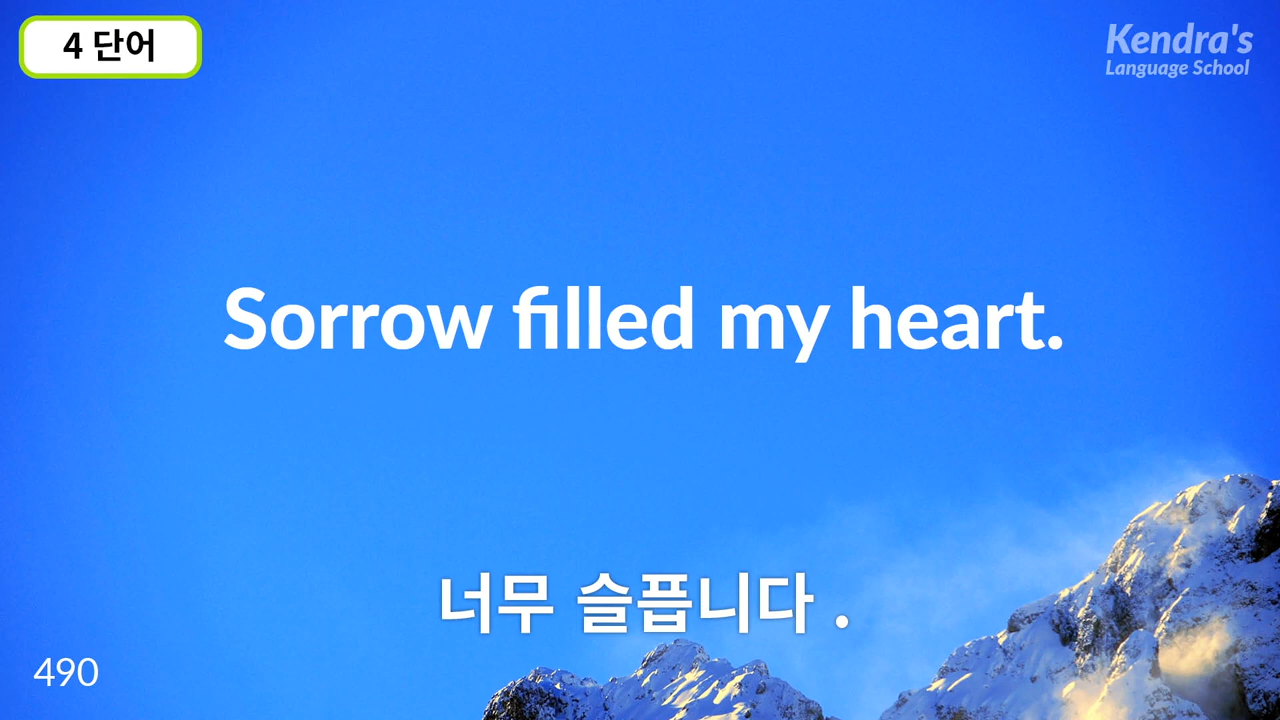 4 단어
Kendra's
Language School
Sorrow filled my heart.
너무 슬픕니다 .
490